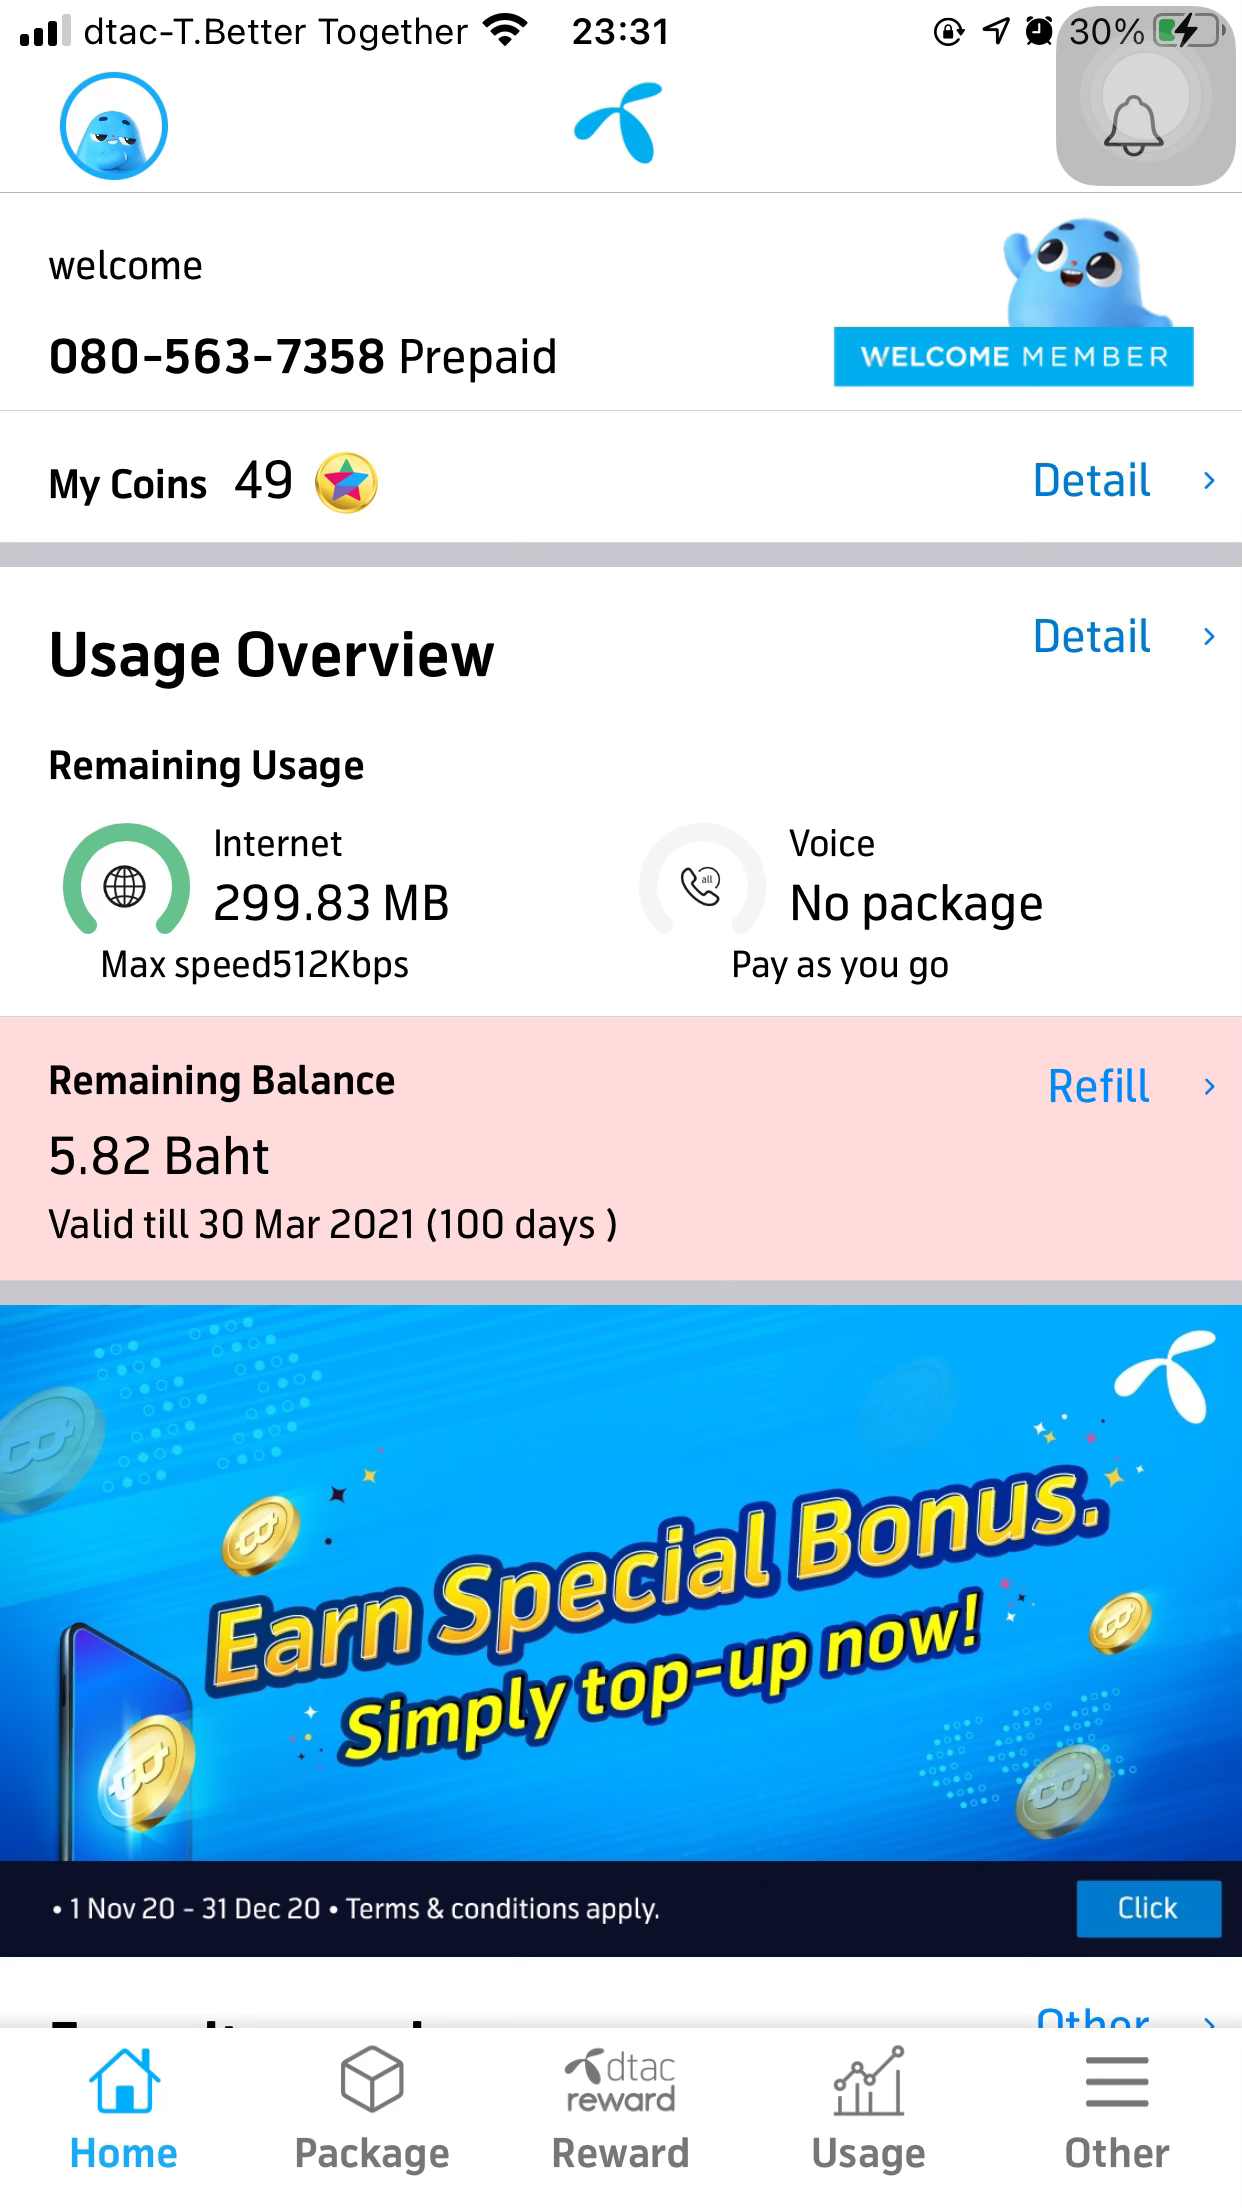 dtac-T.Better Together 23:31 30%
welcome
080-563-7358 Prepaid
WELCOME MEMBER
My Coins 49
Detail
Usage Overview
Detail
Remaining Usage
Internet
299.83 MB
Max speed512Kbps
all
Voice
No package
Pay as you go
Remaining Balance
Refill
5.82 Baht
Valid till 30 Mar 2021 (100 days )
Earn Special Bonus.
Simply top-up now!
• 1 Nov 20 - 31 Dec 20 • Terms & conditions apply.
Click
Other
dtac
reward
Home
Package
Reward
Usage
Other